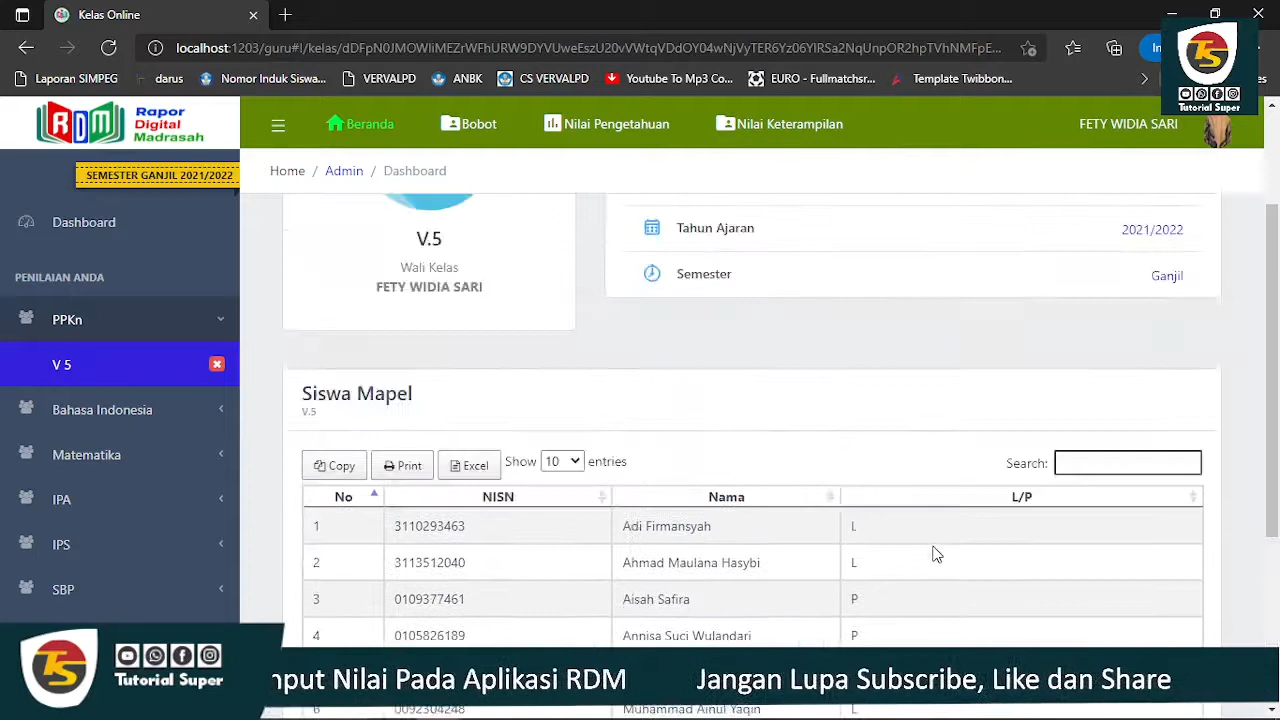 Kelas Online
localhost:1203/guru#l/kelas/
Laporan SIMPEG
darus
Nomor Induk Siswa...
VERVALPD
ANBK
CS VERVALPD
Youtube To Mp3 Co...
EURO - Fullmatchsr...
Template Twibbon...
TS
Tutorial Super
RDM
Rapor
Digital
Madrasah
Beranda
Bobot
Nilai Pengetahuan
Nilai Keterampilan
FETY WIDIA SARI
SEMESTER GANJIL 2021/2022
Home / Admin / Dashboard
Dashboard
PENILAIAN ANDA
PPKn
V 5
Bahasa Indonesia
Matematika
IPA
IPS
SBP
V.5
Wali Kelas
FETY WIDIA SARI
Tahun Ajaran 2021/2022
Semester Ganjil
Siswa Mapel
V.5
Copy Print Excel Show 10 entries Search:
No NISN Nama L/P
1 3110293463 Adi Firmansyah L
2 3113512040 Ahmad Maulana Hasybi L
3 0109377461 Aisah Safira P
4 0105826189 Annisa Suci Wulandari P
6 0092304248 Muhammad Ainul Yaqin L
TS
Tutorial Super
nput Nilai Pada Aplikasi RDM Jangan Lupa Subscribe, Like dan Share